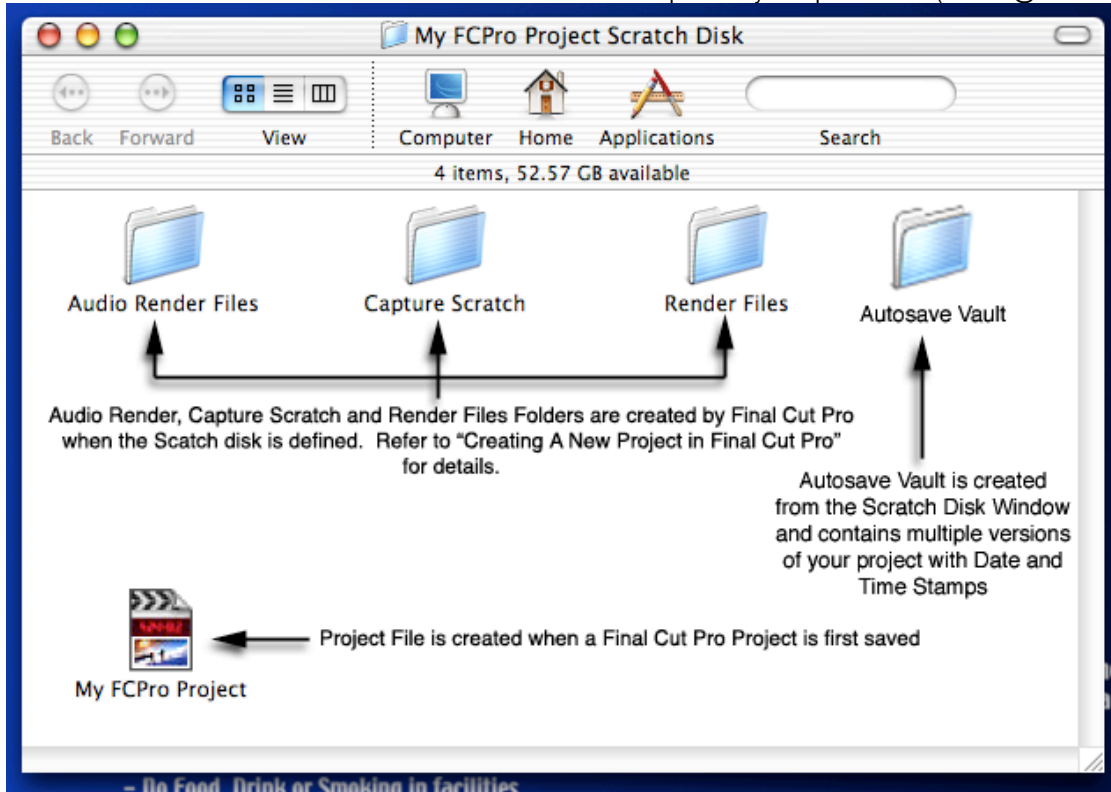 My FCPro Project Scratch Disk
Back Forward View Computer Home Applications Search
4 items, 52.57 GB available
Audio Render Files Capture Scratch Render Files Autosave Vault
Audio Render, Capture Scratch and Render Files Folders are created by Final Cut Pro
when the Scatch disk is defined. Refer to “Creating A New Project in Final Cut Pro”
for details.
Autosave Vault is created
from the Scratch Disk Window
and contains multiple versions
of your project with Date and
Time Stamps
Project File is created when a Final Cut Pro Project is first saved
My FCPro Project
Food, Drink or Smoking in facilities